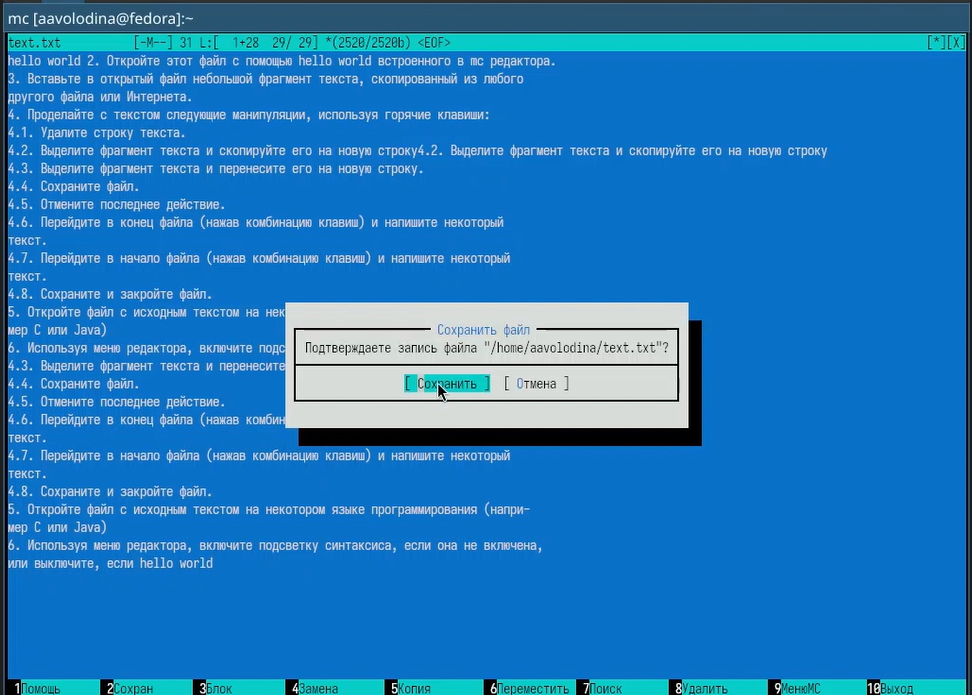 mc [aavolodina@fedora]:~
text.txt [-M--] 31 L:[ 1+28 29/ 29] *(2520/2520b) <EOF> [*][X]
hello world 2. Откройте этот файл с помощью hello world встроенного в mc редактора.
3. Вставьте в открытый файл небольшой фрагмент текста, скопированный из любого
другого файла или Интернета.
4. Проделайте с текстом следующие манипуляции, используя горячие клавиши:
4.1. Удалите строку текста.
4.2. Выделите фрагмент текста и скопируйте его на новую строку4.2. Выделите фрагмент текста и скопируйте его на новую строку
4.3. Выделите фрагмент текста и перенесите его на новую строку.
4.4. Сохраните файл.
4.5. Отмените последнее действие.
4.6. Перейдите в конец файла (нажав комбинацию клавиш) и напишите некоторый
текст.
4.7. Перейдите в начало файла (нажав комбинацию клавиш) и напишите некоторый
текст.
4.8. Сохраните и закройте файл.
5. Откройте файл с исходным текстом на нек
мер C или Java)
6. Используя меню редактора, включите подс
4.3. Выделите фрагмент текста и перенесите
4.4. Сохраните файл.
4.5. Отмените последнее действие.
4.6. Перейдите в конец файла (нажав комбин
текст.
4.7. Перейдите в начало файла (нажав комбинацию клавиш) и напишите некоторый
текст.
4.8. Сохраните и закройте файл.
5. Откройте файл с исходным текстом на некотором языке программирования (напри-
мер C или Java)
6. Используя меню редактора, включите подсветку синтаксиса, если она не включена,
или выключите, если hello world
Сохранить файл
Подтверждаете запись файла "/home/aavolodina/text.txt"?
[ Сохранить ] [ Отмена ]
1Помощь 2Сохран 3Блок 4Замена 5Копия 6Переместить 7Поиск 8Удалить 9МенюMC 10Выход